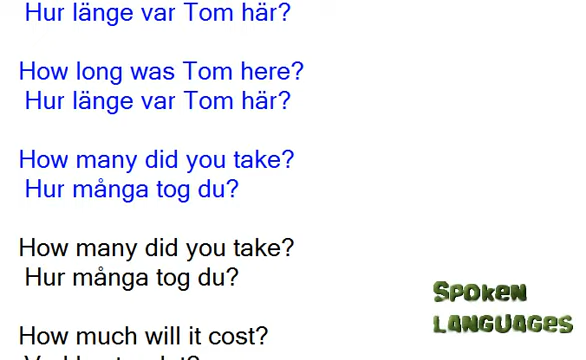 Hur länge var Tom här?
How long was Tom here?
Hur länge var Tom här?
How many did you take?
Hur många tog du?
How many did you take?
Hur många tog du?
How much will it cost?
SPOKEN
LANGUAGES